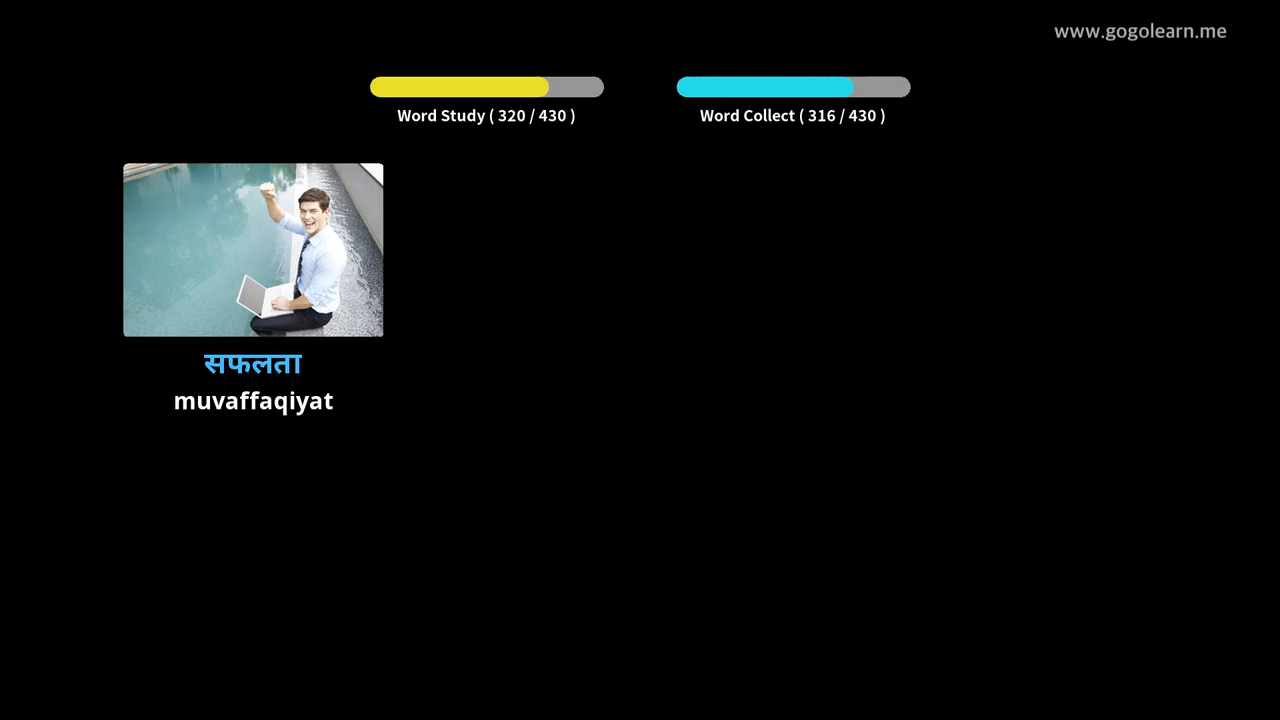 www.gogolearn.me
Word Study ( 320 / 430 )
Word Collect ( 316 / 430 )
सफलता
muvaffaqiyat